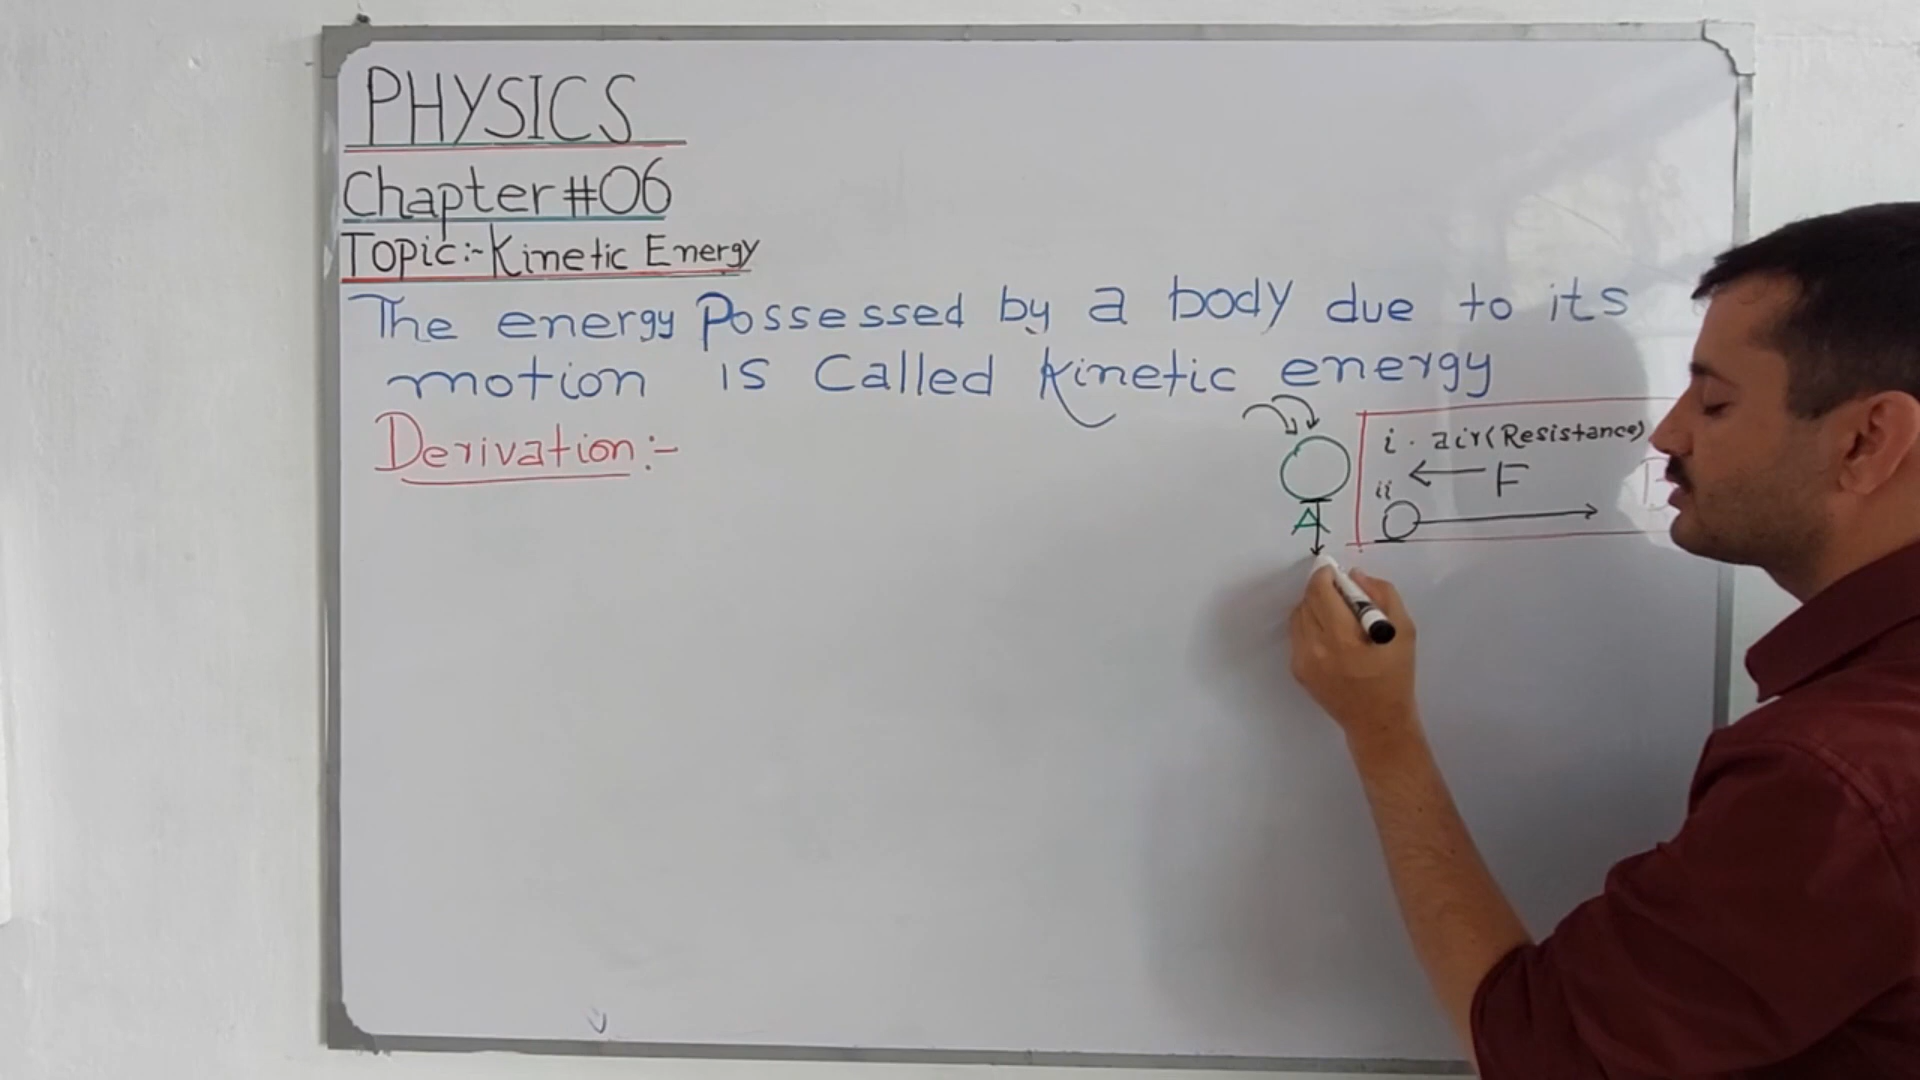 PHYSICS
Chapter #06
Topic:- Kinetic Energy
The energy Possessed by a body due to its
motion is Called kinetic energy
Derivation:-
i. air (Resistance)
F
ii
A